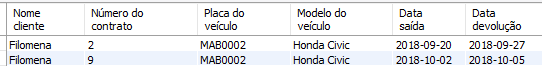 Nome cliente	Número do contrato	Placa do veículo	Modelo do veículo	Data saída	Data devolução
Filomena	2	MAB0002	Honda Civic	2018-09-20	2018-09-27
Filomena	9	MAB0002	Honda Civic	2018-10-02	2018-10-05